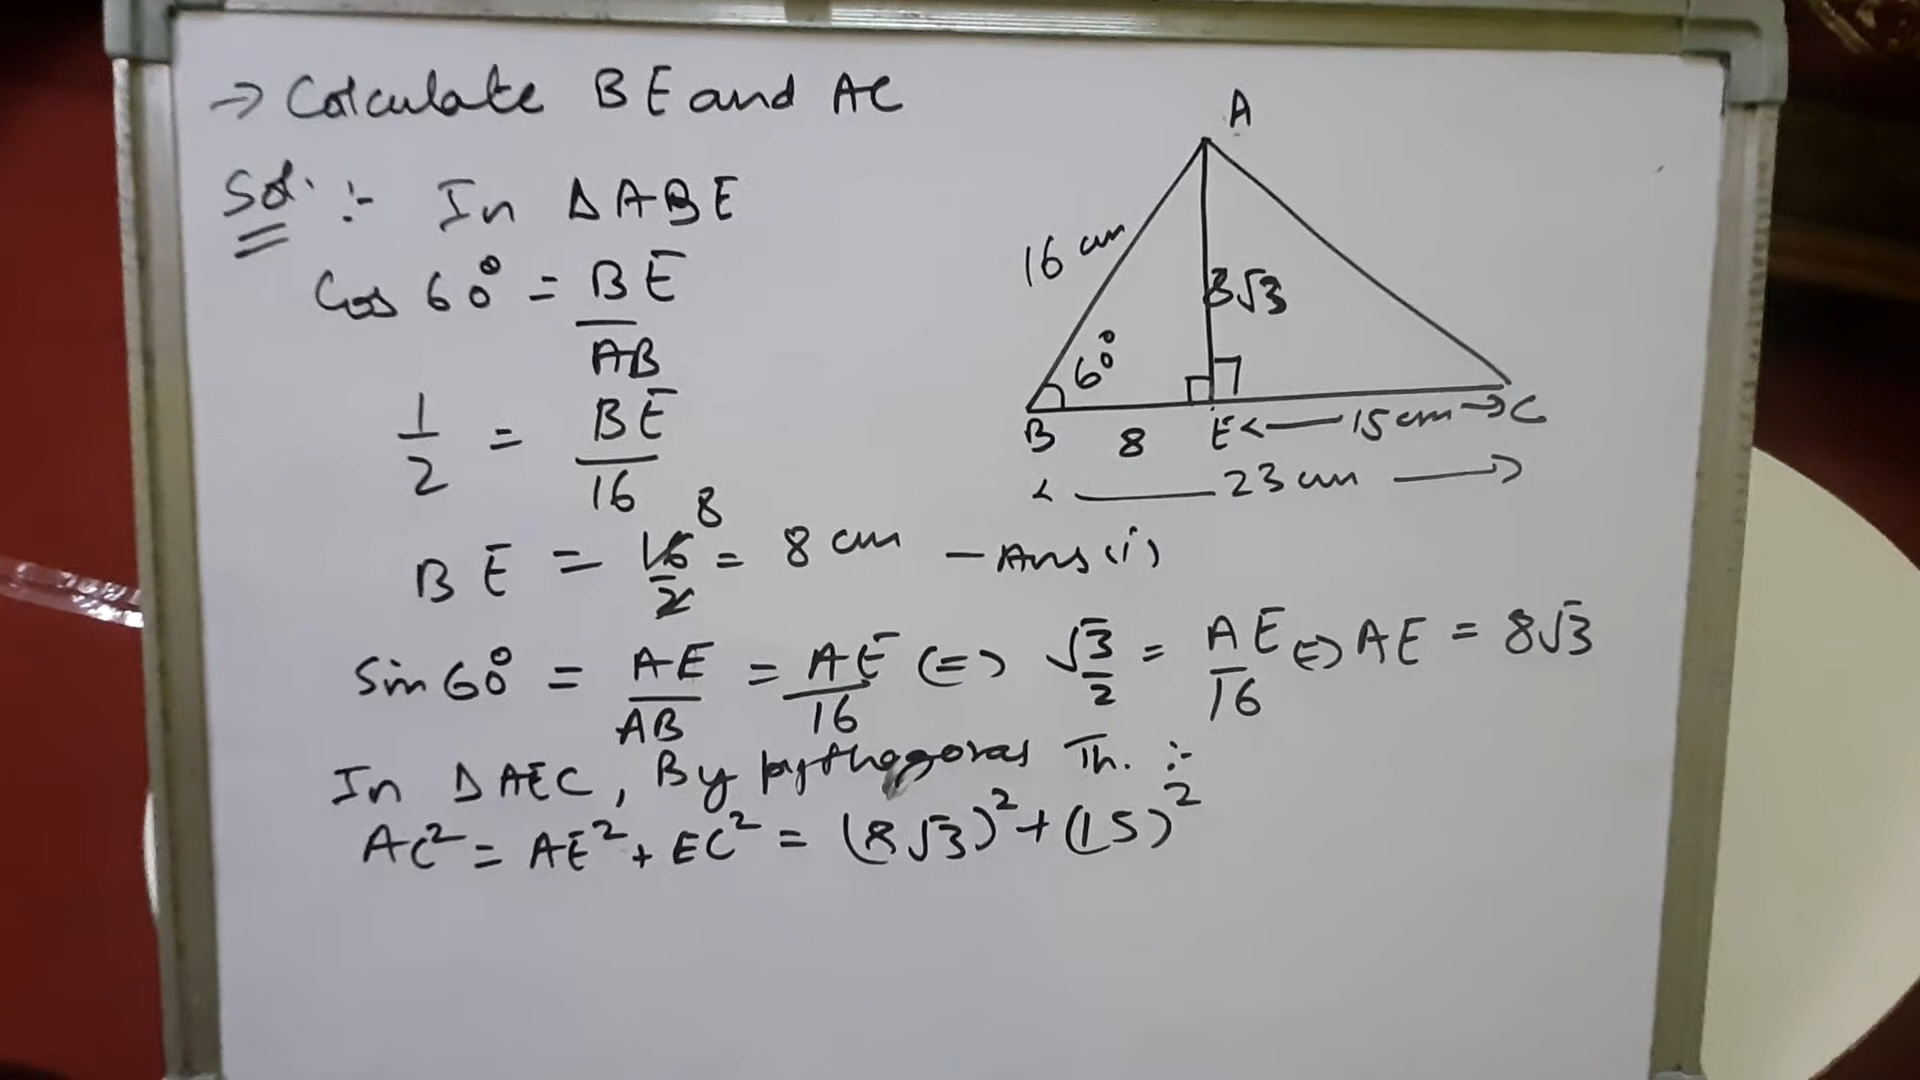 → Calculate BE and AC
Sol. :- In ΔABE
Cos 60° = BE/AB
1/2 = BE/16
BE = 16/2 = 8 cm — Ans (i)
8
Sin 60° = AE/AB = AE/16 (=) √3/2 = AE/16 (=) AE = 8√3
In ΔAEC, By pythagoras Th. :-
AC² = AE² + EC² = (8√3)² + (15)²
A
16 cm
8√3
60°
B 8 E <— 15 cm —> C
<— 23 cm —>